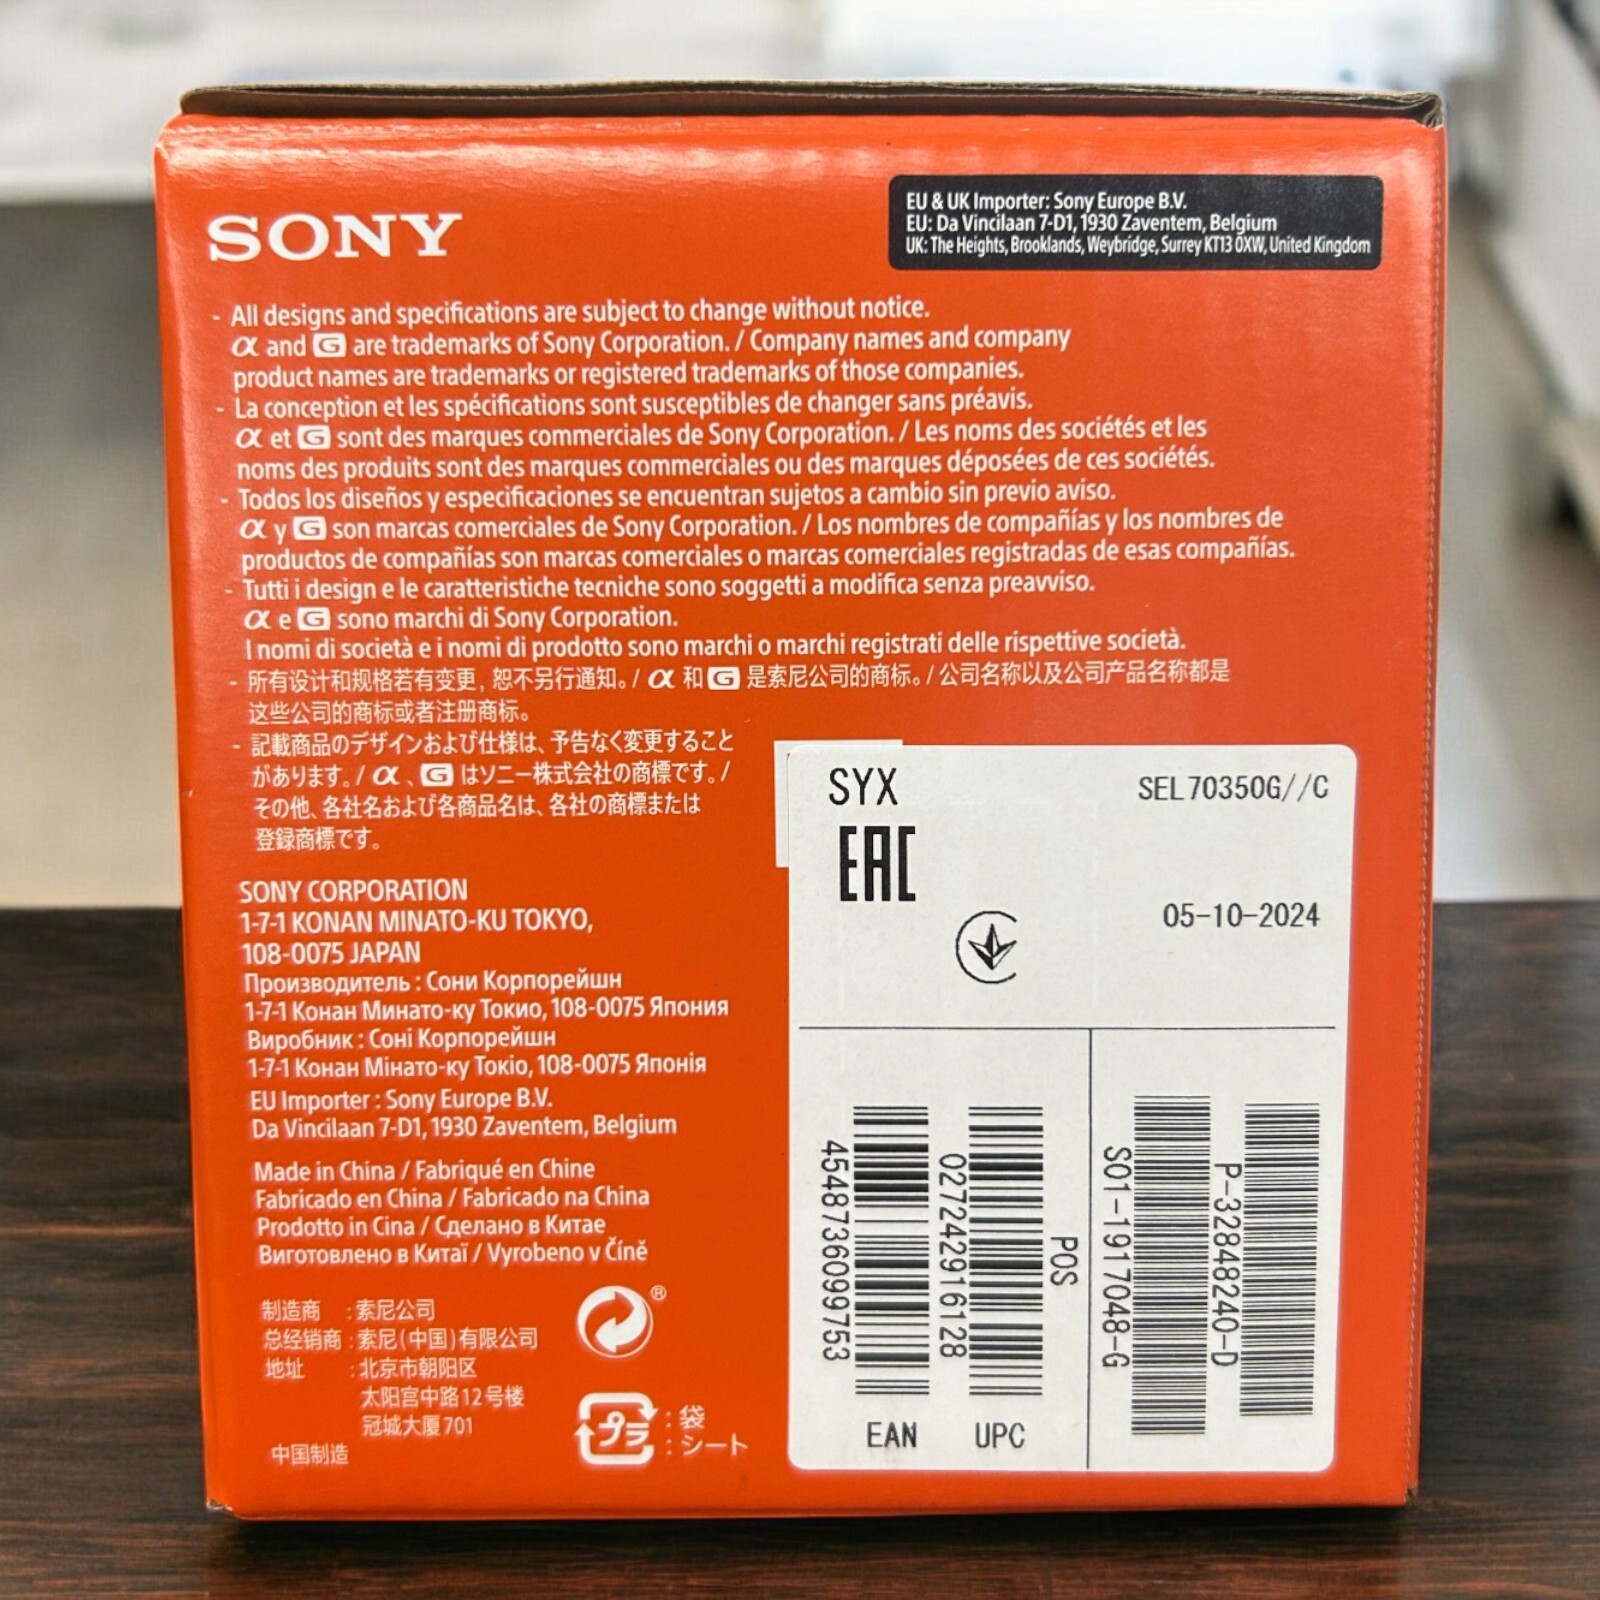 SONY
EU & UK Importer: Sony Europe B.V.
EU: Da Vincilaan 7-D1, 1930 Zaventem, Belgium
UK: The Heights, Brooklands, Weybridge, Surrey KT13 0XW, United Kingdom
- All designs and specifications are subject to change without notice.
α and G are trademarks of Sony Corporation. / Company names and company
product names are trademarks or registered trademarks of those companies.
- La conception et les spécifications sont susceptibles de changer sans préavis.
α et G sont des marques commerciales de Sony Corporation. / Les noms des sociétés et les
noms des produits sont des marques commerciales ou des marques déposées de ces sociétés.
- Todos los diseños y especificaciones se encuentran sujetos a cambio sin previo aviso.
α y G son marcas comerciales de Sony Corporation. / Los nombres de compañías y los nombres de
productos de compañías son marcas comerciales o marcas comerciales registradas de esas compañías.
- Tutti i design e le caratteristiche tecniche sono soggetti a modifica senza preavviso.
α e G sono marchi di Sony Corporation.
I nomi di società e i nomi di prodotto sono marchi o marchi registrati delle rispettive società.
- 所有设计和规格若有变更, 恕不另行通知。/ α 和 G 是索尼公司的商标。/ 公司名称以及公司产品名称都是
这些公司的商标或者注册商标。
- 記載商品のデザインおよび仕様は、予告なく変更すること
があります。/ α 、G はソニー株式会社の商標です。/
その他、各社名および各商品名は、各社の商標または
登録商標です。
SONY CORPORATION
1-7-1 KONAN MINATO-KU TOKYO,
108-0075 JAPAN
Производитель : Сони Корпорейшн
1-7-1 Конан Минато-ку Токио, 108-0075 Япония
Виробник : Соні Корпорейшн
1-7-1 Конан Мінато-ку Токіо, 108-0075 Японія
EU Importer : Sony Europe B.V.
Da Vincilaan 7-D1, 1930 Zaventem, Belgium
Made in China / Fabriqué en Chine
Fabricado en China / Fabricado na China
Prodotto in Cina / Сделано в Китае
Виготовлено в Китаї / Vyrobeno v Číně
制造商 : 索尼公司
总经销商 : 索尼(中国)有限公司
地址 : 北京市朝阳区
太阳宫中路12号楼
冠城大厦701
中国制造
®
プラ : 袋
: シート
SYX
SEL70350G//C
EAC
05-10-2024
4548736099753
EAN
027242916128
UPC
POS
S01-1917048-G
P-32848240-D